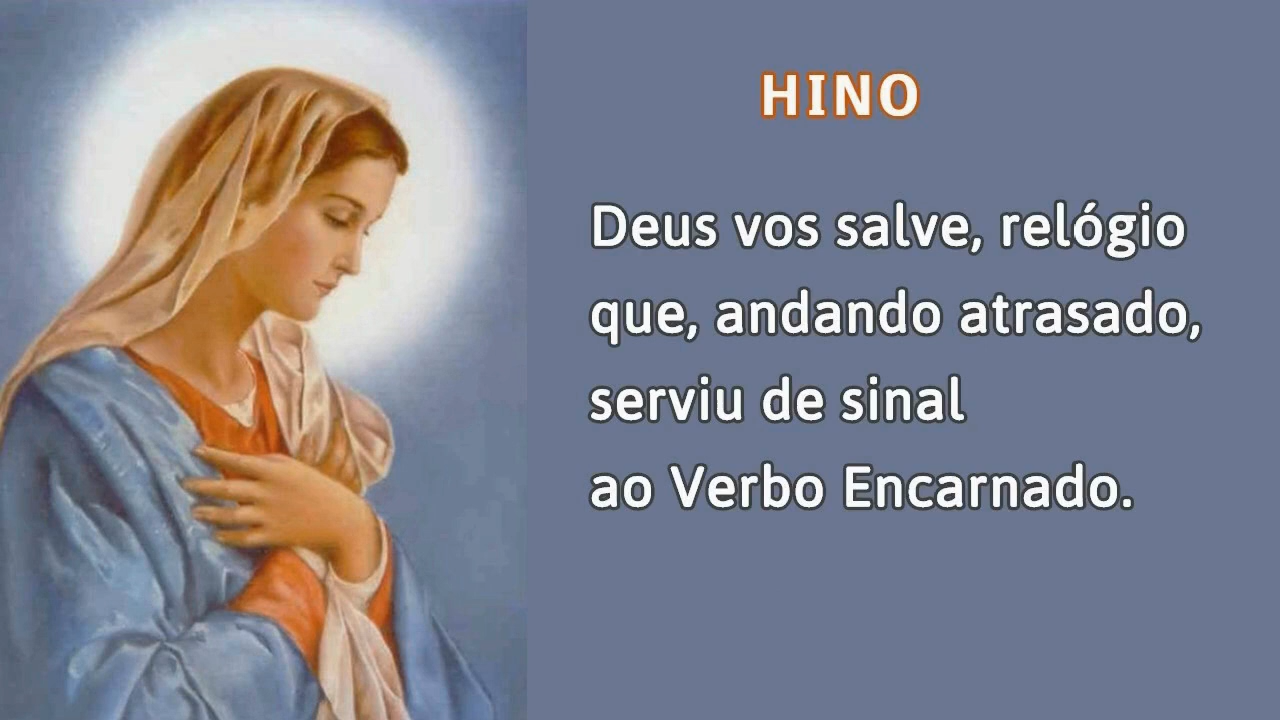 HINO
Deus vos salve, relógio
que, andando atrasado,
serviu de sinal
ao Verbo Encarnado.